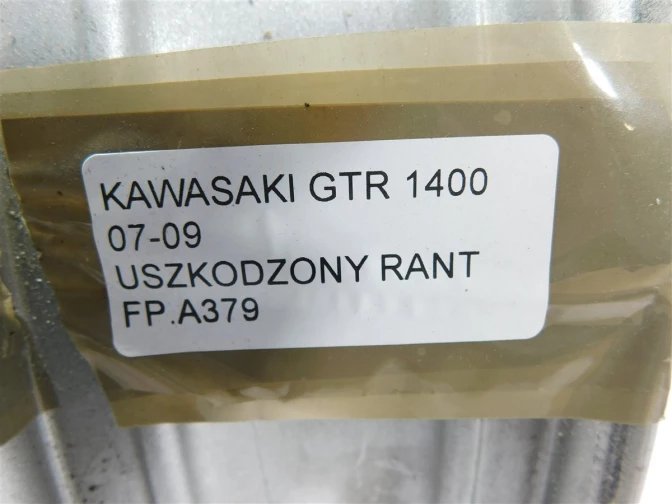 KAWASAKI GTR 1400
07-09
USZKODZONY RANT
FP.A379